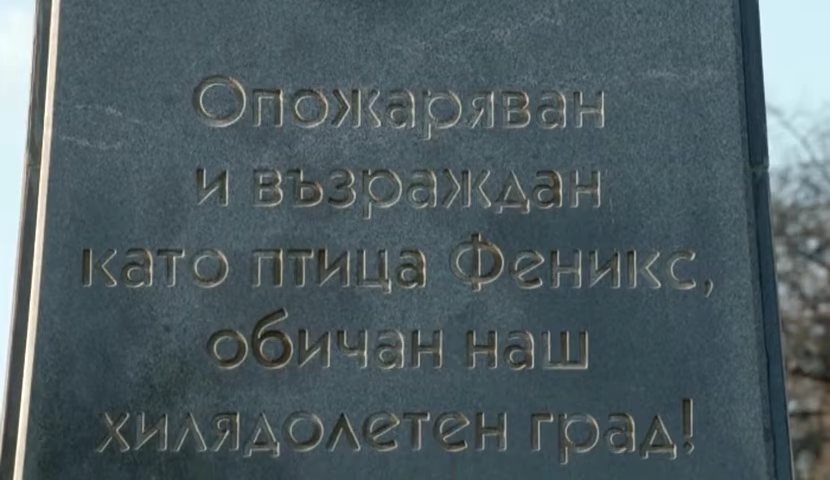 Опожаряван
и възраждан
като птица Феникс,
обичан наш
хилядолетен град!